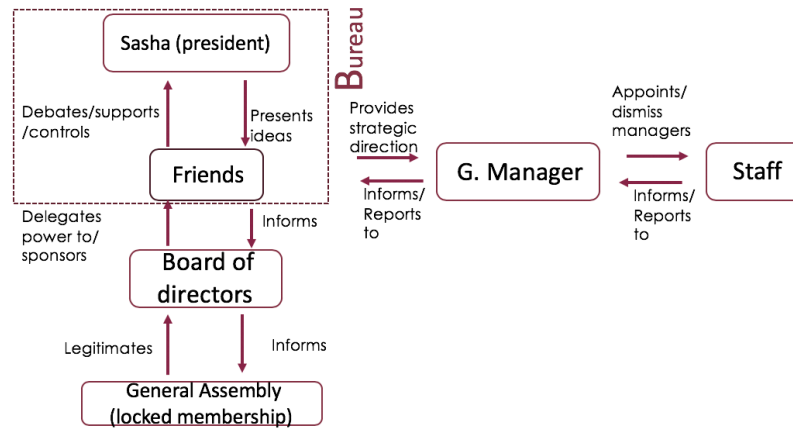 Sasha (president)
Bureau
Debates/supports
/controls
Presents
ideas
Friends
Provides
strategic
direction
Informs/
Reports
to
G. Manager
Appoints/
dismiss
managers
Informs/
Reports
to
Staff
Delegates
power to/
sponsors
Informs
Board of
directors
Legitimates
Informs
General Assembly
(locked membership)